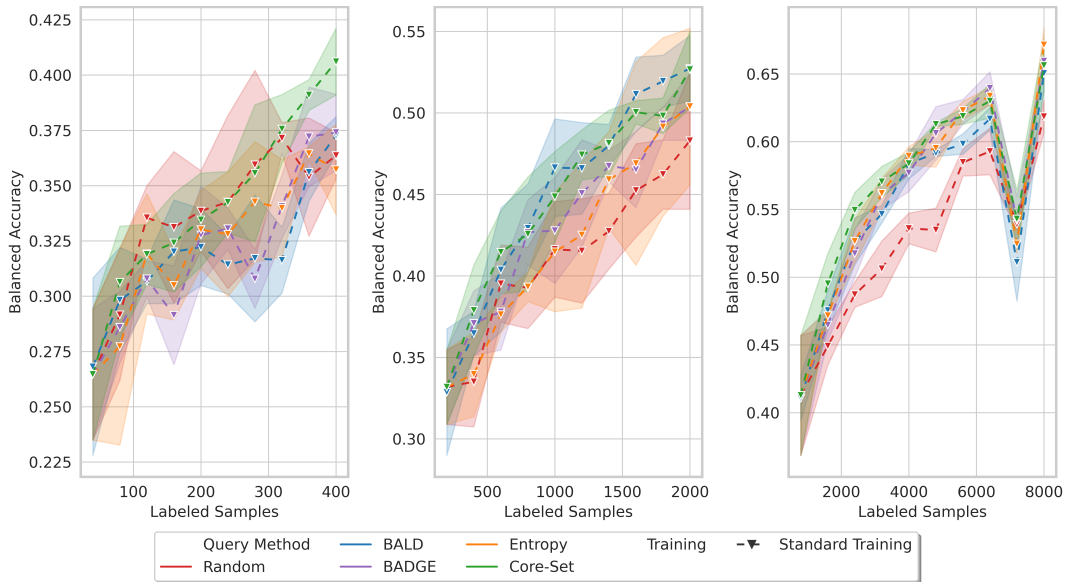 0.425
0.400
0.375
0.350
0.325
0.300
0.275
0.250
0.225
Balanced Accuracy
100 200 300 400
Labeled Samples
0.55
0.50
0.45
0.40
0.35
0.30
Balanced Accuracy
500 1000 1500 2000
Labeled Samples
0.65
0.60
0.55
0.50
0.45
0.40
Balanced Accuracy
2000 4000 6000 8000
Labeled Samples
Query Method BALD Entropy Training Standard Training
Random BADGE Core-Set